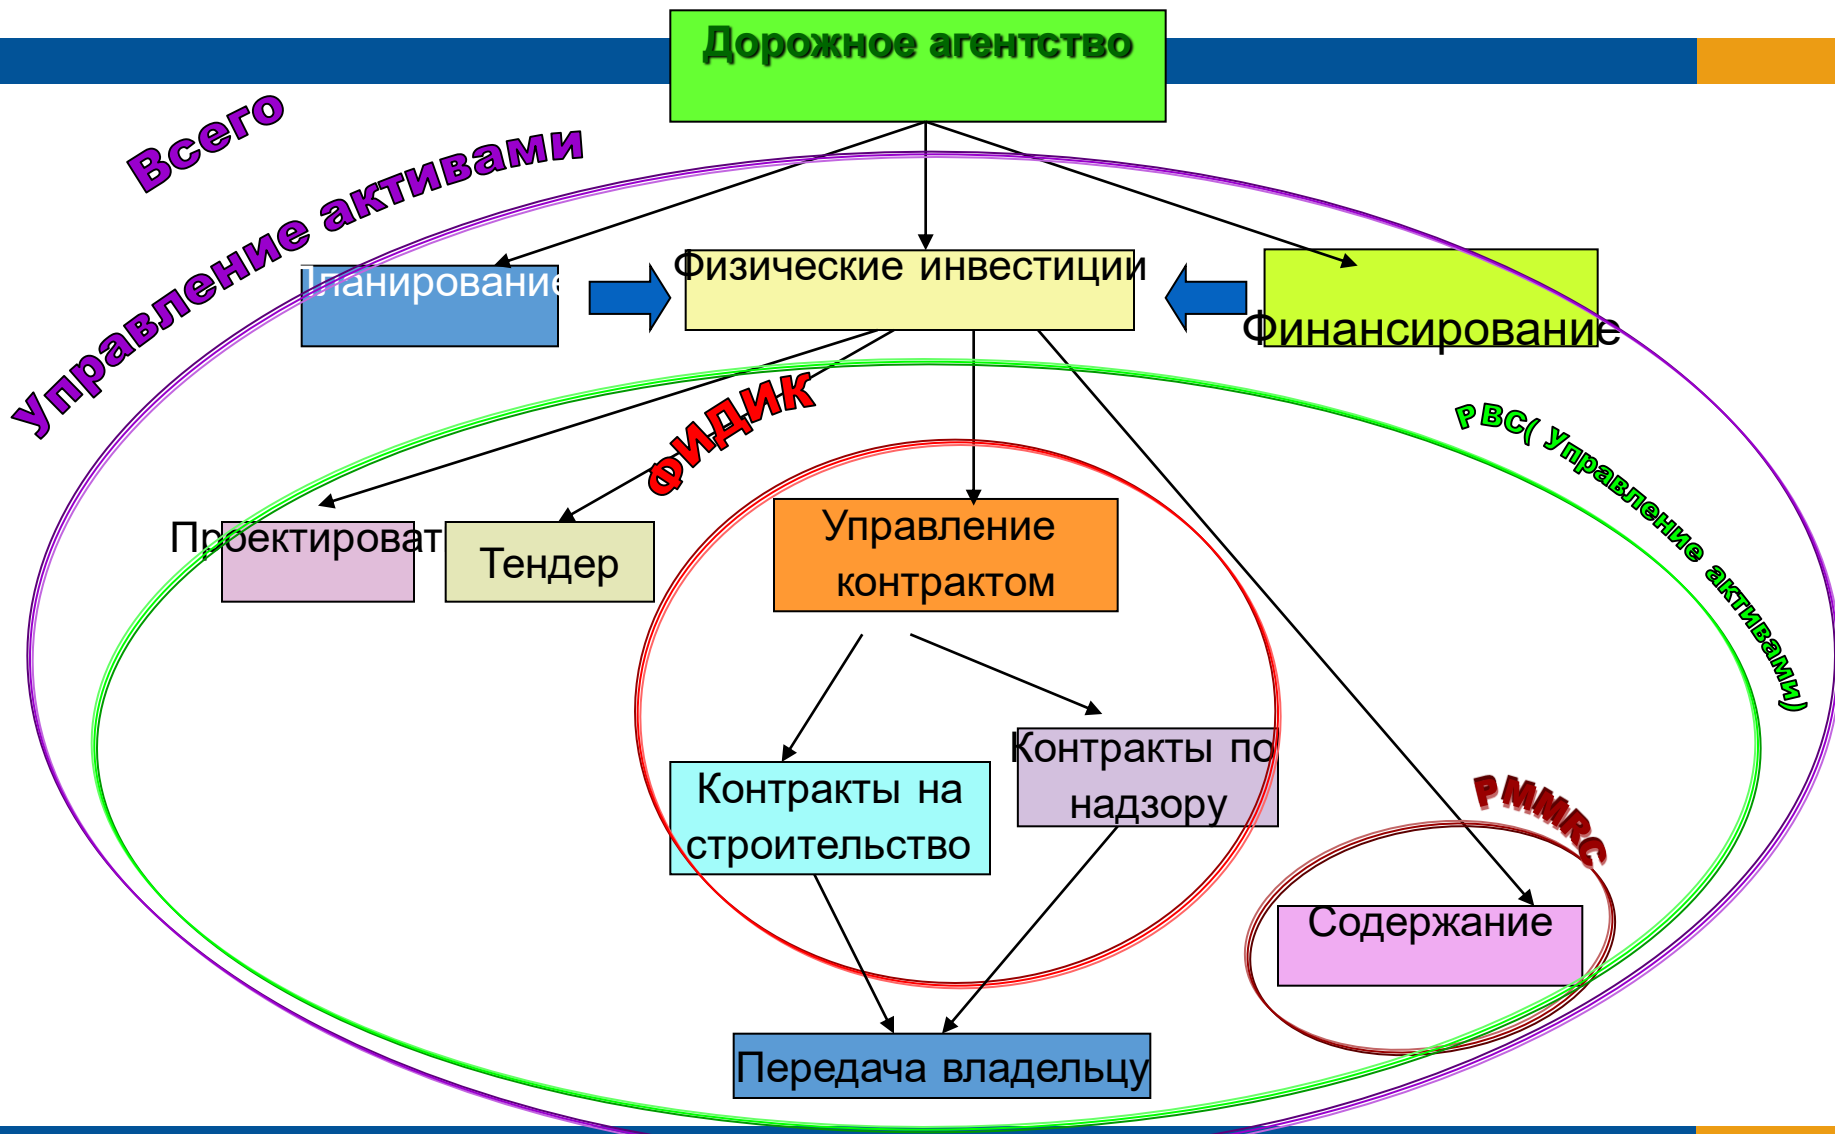 Дорожное агентство
Всего
Управление активами
Планирование
Физические инвестиции
Финансирование
ФИДИК
PBC( Управление активами)
Проектироват
Тендер
Управление
контрактом
Контракты на
строительство
Контракты по
надзору
PMMRC
Содержание
Передача владельцу